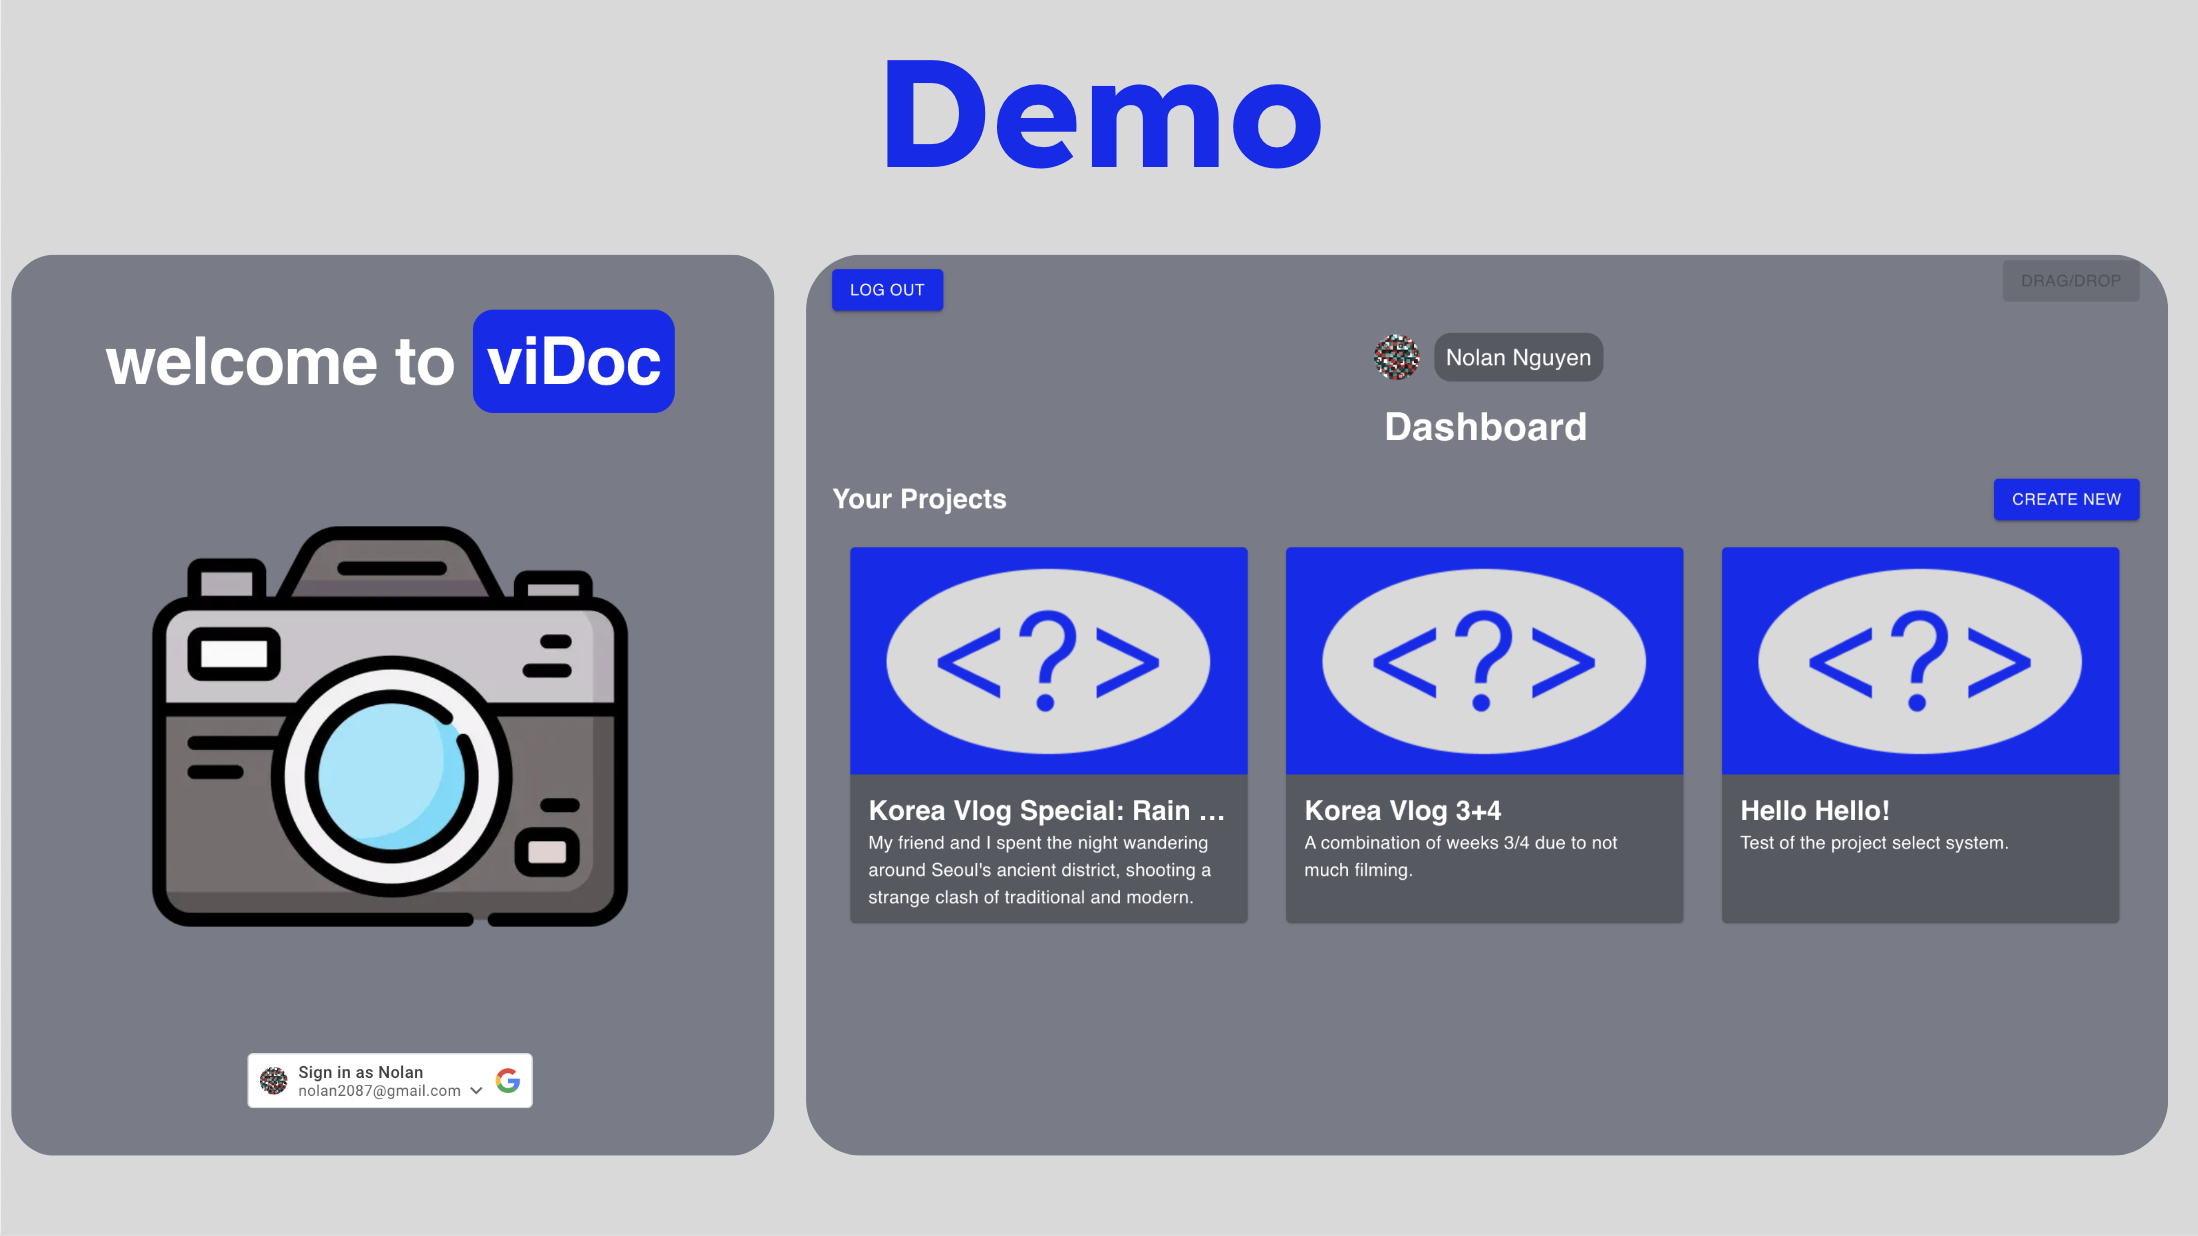 Demo
welcome to viDoc
Sign in as Nolan
nolan2087@gmail.com
LOG OUT
DRAG/DROP
Nolan Nguyen
Dashboard
Your Projects
CREATE NEW
<?>
Korea Vlog Special: Rain ...
My friend and I spent the night wandering
around Seoul's ancient district, shooting a
strange clash of traditional and modern.
<?>
Korea Vlog 3+4
A combination of weeks 3/4 due to not
much filming.
<?>
Hello Hello!
Test of the project select system.